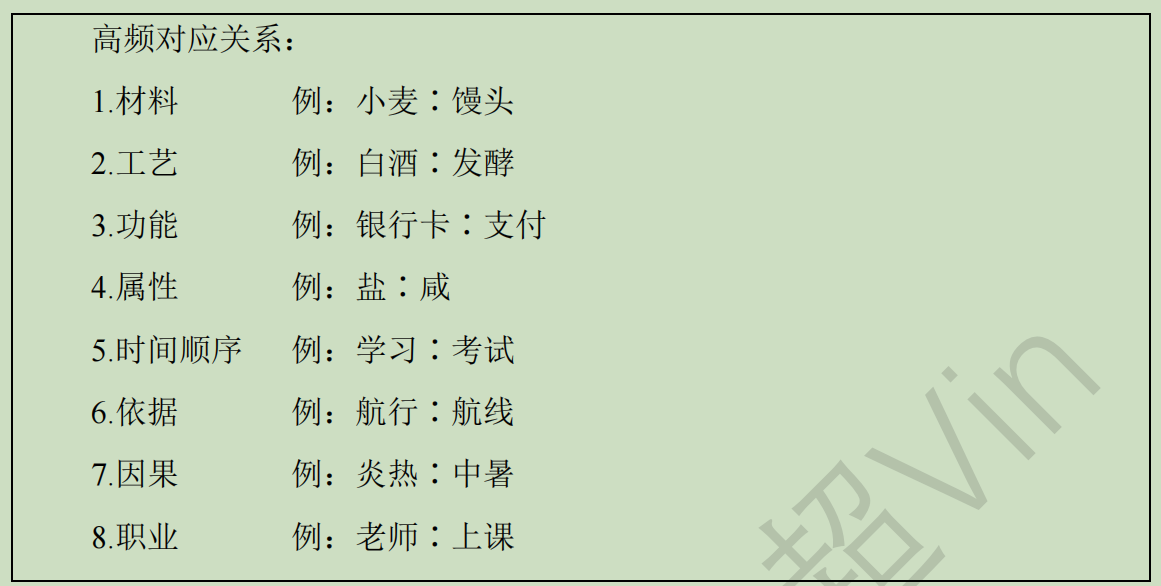 高频对应关系：
1.材料 例：小麦∶馒头
2.工艺 例：白酒∶发酵
3.功能 例：银行卡∶支付
4.属性 例：盐∶咸
5.时间顺序 例：学习∶考试
6.依据 例：航行∶航线
7.因果 例：炎热∶中暑
8.职业 例：老师∶上课
超Vin